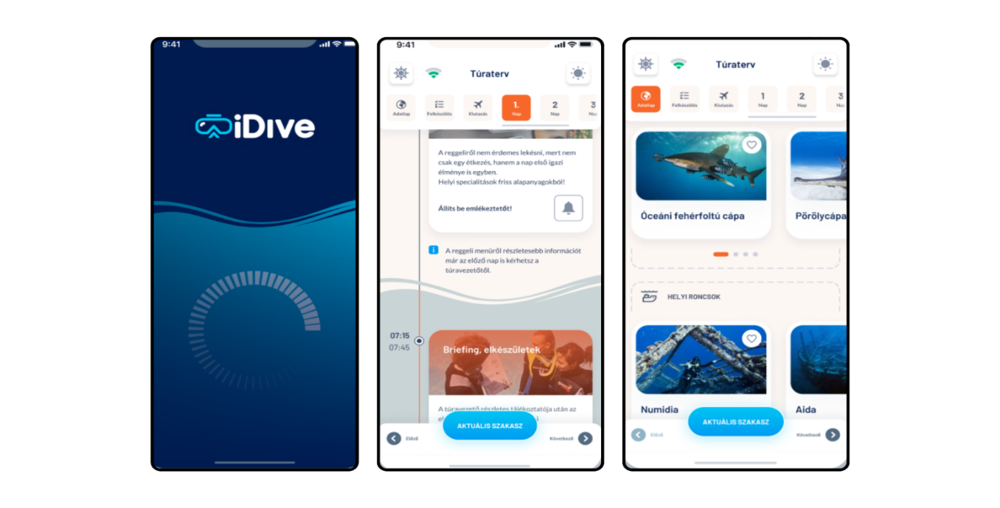 9:41
iDive
9:41
Túraterv
Adatlap
Felkészülés
Kiutazás
1.
Nap
2
Nap
3
A reggeliről nem érdemes lekésni, mert nem
csak egy étkezés, hanem a nap első igazi
élménye is egyben.
Helyi specialitások friss alapanyagokból!
Állíts be emlékeztetőt!
A reggeli menüről részletesebb információt
már az előző nap is kérhetsz a
túravezetőtől.
07:15
07:45
Briefing, elkészületek
A túravezető részletes tájékoztatója után az
AKTUÁLIS SZAKASZ
Előző
Következő
Túraterv
Adatlap
Felkészülés
Kiutazás
1
Nap
2
Nap
3
Óceáni fehérfoltú cápa
Pörölycápa
HELYI RONCSOK
Numidia
Aida
AKTUÁLIS SZAKASZ
Előző
Következő